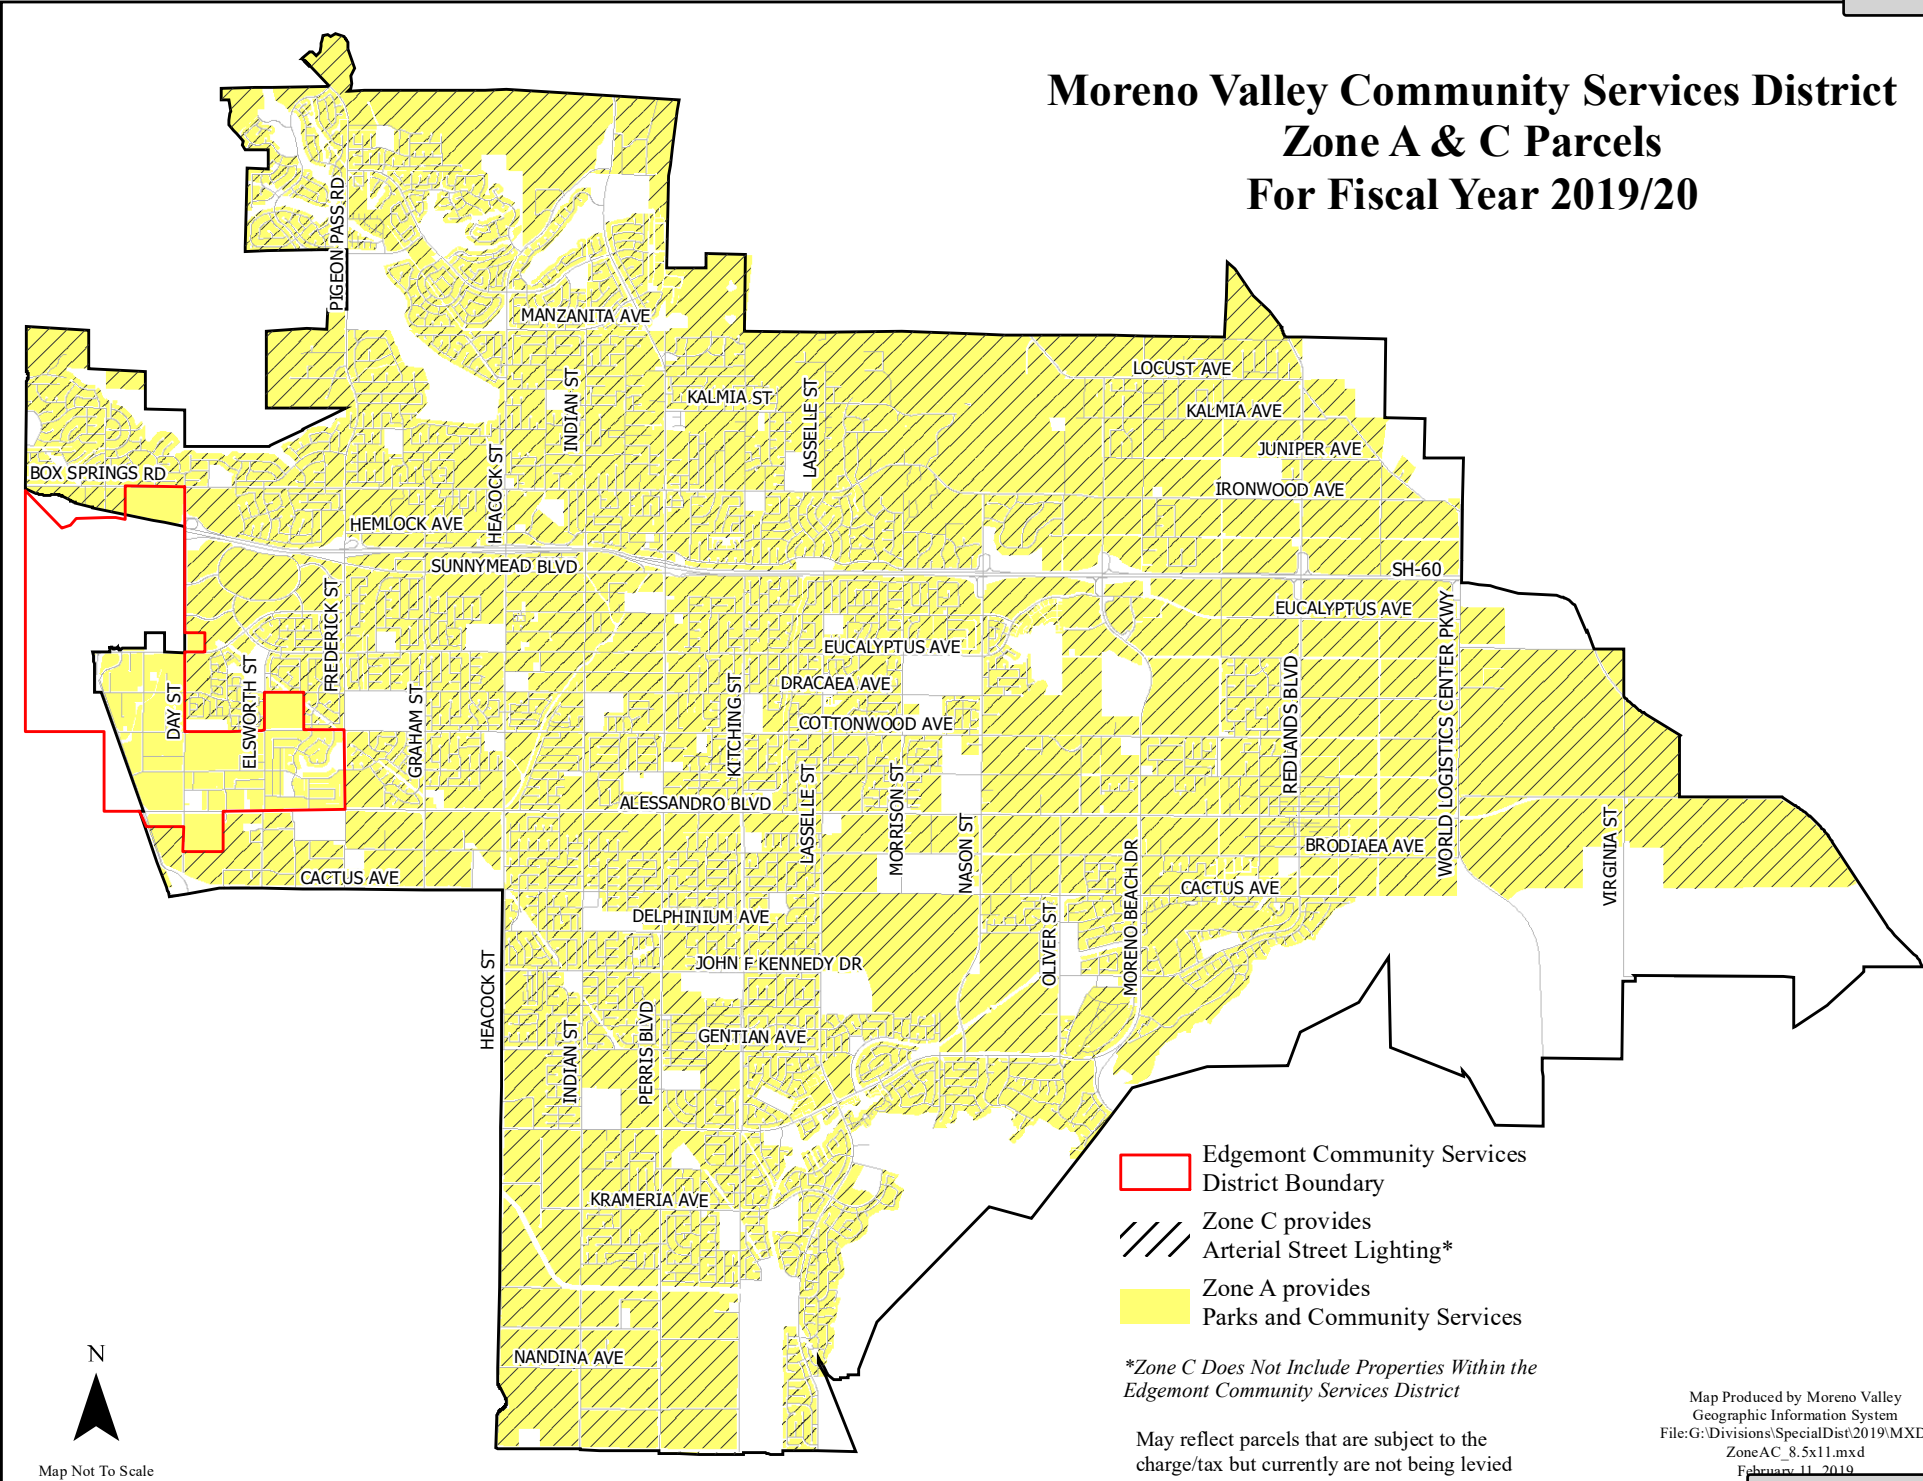 Moreno Valley Community Services District
Zone A & C Parcels
For Fiscal Year 2019/20
PIGEON PASS RD
MANZANITA AVE
INDIAN ST
KALMIA ST
LASSELLE ST
LOCUST AVE
KALMIA AVE
JUNIPER AVE
IRONWOOD AVE
BOX SPRINGS RD
HEACOCK ST
HEMLOCK AVE
SUNNYMEAD BLVD
SH-60
EUCALYPTUS AVE
FREDERICK ST
EUCALYPTUS AVE
DRACAEA AVE
COTTONWOOD AVE
DAY ST
ELSWORTH ST
GRAHAM ST
KITCHING ST
REDLANDS BLVD
WORLD LOGISTICS CENTER PKWY
ALESSANDRO BLVD
LASSELLE ST
MORRISON ST
NASON ST
MORENO BEACH DR
BRODIAEA AVE
VIRGINIA ST
CACTUS AVE
CACTUS AVE
DELPHINIUM AVE
OLIVER ST
JOHN F KENNEDY DR
HEACOCK ST
INDIAN ST
PERRIS BLVD
GENTIAN AVE
KRAMERIA AVE
NANDINA AVE
Edgemont Community Services
District Boundary
Zone C provides
Arterial Street Lighting*
Zone A provides
Parks and Community Services
*Zone C Does Not Include Properties Within the
Edgemont Community Services District
May reflect parcels that are subject to the
charge/tax but currently are not being levied
N
Map Not To Scale
Map Produced by Moreno Valley
Geographic Information System
File:G:\Divisions\SpecialDist\2019\MXD
ZoneAC_8.5x11.mxd
February 11, 2019